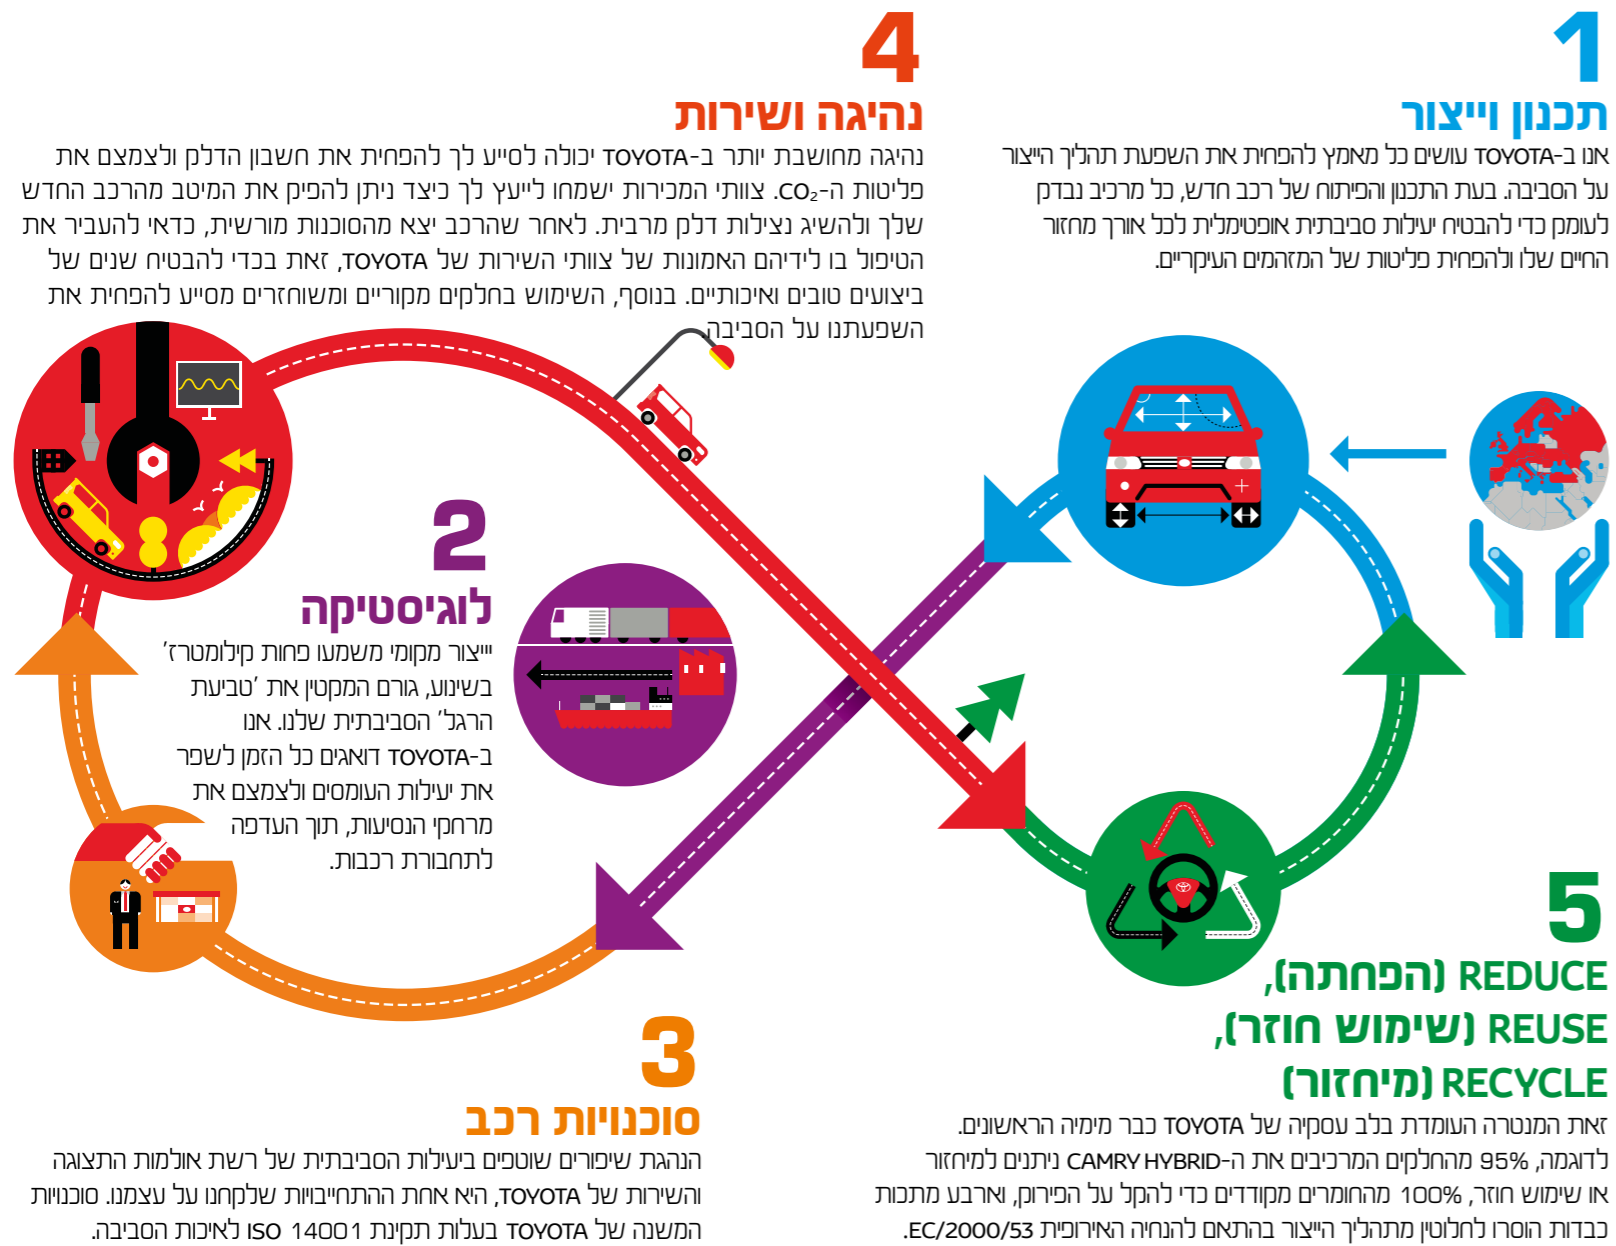 1
תכנון וייצור
אנו ב-TOYOTA עושים כל מאמץ להפחית את השפעת תהליך הייצור
על הסביבה. בעת התכנון והפיתוח של רכב חדש, כל מרכיב נבדק
לעומק כדי להבטיח יעילות סביבתית אופטימלית לכל אורך מחזור
החיים שלו ולהפחית פליטות של המזהמים העיקריים.
2
לוגיסטיקה
ייצור מקומי משמעו פחות קילומטרז'
בשינוע, גורם המקטין את 'טביעת
הרגל' הסביבתית שלנו. אנו
ב-TOYOTA דואגים כל הזמן לשפר
את יעילות העומסים ולצמצם את
מרחקי הנסיעות, תוך העדפה
לתחבורת רכבות.
3
סוכנויות רכב
הנהגת שיפורים שוטפים ביעילות הסביבתית של רשת אולמות התצוגה
והשירות של TOYOTA, היא אחת ההתחייבויות שלקחנו על עצמנו. סוכנויות
המשנה של TOYOTA בעלות תקינת ISO 14001 לאיכות הסביבה.
4
נהיגה ושירות
נהיגה מחושבת יותר ב-TOYOTA יכולה לסייע לך להפחית את חשבון הדלק ולצמצם את
פליטות ה-CO₂. צוותי המכירות ישמחו לייעץ לך כיצד ניתן להפיק את המיטב מהרכב החדש
שלך ולהשיג נצילות דלק מרבית. לאחר שהרכב יצא מהסוכנות מורשית, כדאי להעביר את
הטיפול בו לידיהם האמונות של צוותי השירות של TOYOTA, זאת בכדי להבטיח שנים של
ביצועים טובים ואיכותיים. בנוסף, השימוש בחלקים מקוריים ומשוחזרים מסייע להפחית את
השפעתנו על הסביבה.
5
REDUCE (הפחתה),
REUSE (שימוש חוזר),
RECYCLE (מיחזור)
זאת המנטרה העומדת בלב עסקיה של TOYOTA כבר מימיה הראשונים.
לדוגמה, 95% מהחלקים המרכיבים את ה-CAMRY HYBRID ניתנים למיחזור
או שימוש חוזר, 100% מהחומרים מקודדים כדי להקל על הפירוק, וארבע מתכות
כבדות הוסרו לחלוטין מתהליך הייצור בהתאם להנחיה האירופית EC/2000/53.